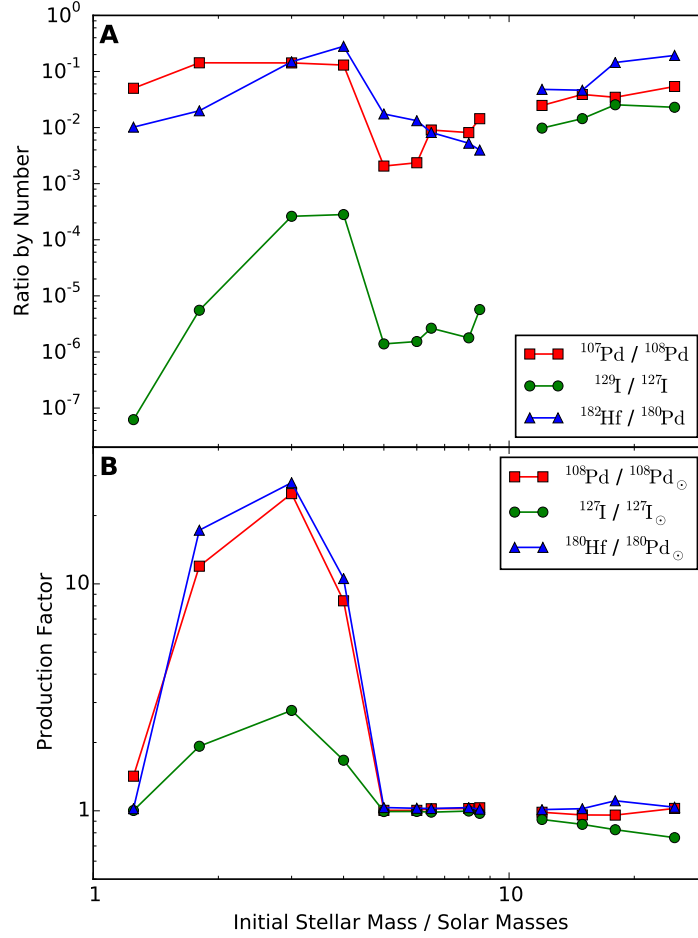 A
10⁰
10⁻¹
10⁻²
10⁻³
10⁻⁴
10⁻⁵
10⁻⁶
10⁻⁷
Ratio by Number
¹⁰⁷Pd / ¹⁰⁸Pd
¹²⁹I / ¹²⁷I
¹⁸²Hf / ¹⁸⁰Pd
B
¹⁰⁸Pd / ¹⁰⁸Pd☉
¹²⁷I / ¹²⁷I☉
¹⁸⁰Hf / ¹⁸⁰Pd☉
10
1
Production Factor
1
10
Initial Stellar Mass / Solar Masses